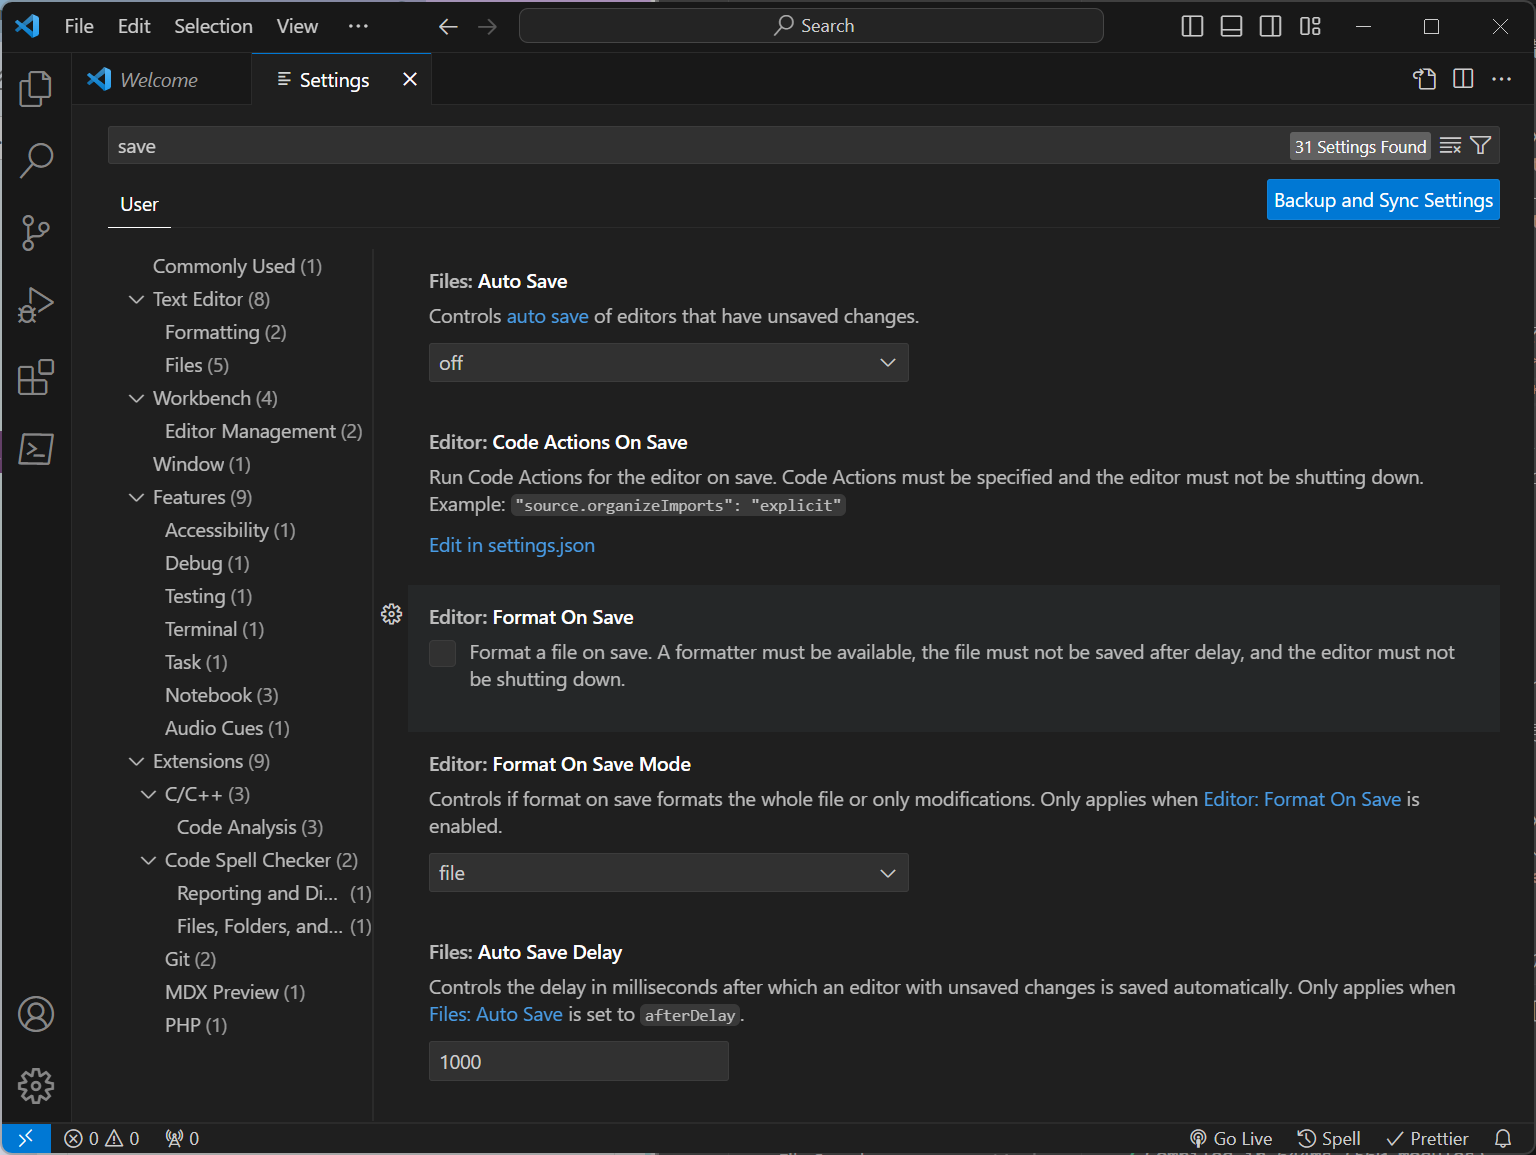 File Edit Selection View ··· Search
Welcome Settings
save 31 Settings Found
User Backup and Sync Settings
Commonly Used (1)
Text Editor (8)
Formatting (2)
Files (5)
Workbench (4)
Editor Management (2)
Window (1)
Features (9)
Accessibility (1)
Debug (1)
Testing (1)
Terminal (1)
Task (1)
Notebook (3)
Audio Cues (1)
Extensions (9)
C/C++ (3)
Code Analysis (3)
Code Spell Checker (2)
Reporting and Di... (1)
Files, Folders, and... (1)
Git (2)
MDX Preview (1)
PHP (1)
Files: Auto Save
Controls auto save of editors that have unsaved changes.
off
Editor: Code Actions On Save
Run Code Actions for the editor on save. Code Actions must be specified and the editor must not be shutting down.
Example: "source.organizeImports": "explicit"
Edit in settings.json
Editor: Format On Save
Format a file on save. A formatter must be available, the file must not be saved after delay, and the editor must not
be shutting down.
Editor: Format On Save Mode
Controls if format on save formats the whole file or only modifications. Only applies when Editor: Format On Save is
enabled.
file
Files: Auto Save Delay
Controls the delay in milliseconds after which an editor with unsaved changes is saved automatically. Only applies when
Files: Auto Save is set to afterDelay.
1000
0 0 0 Go Live Spell Prettier